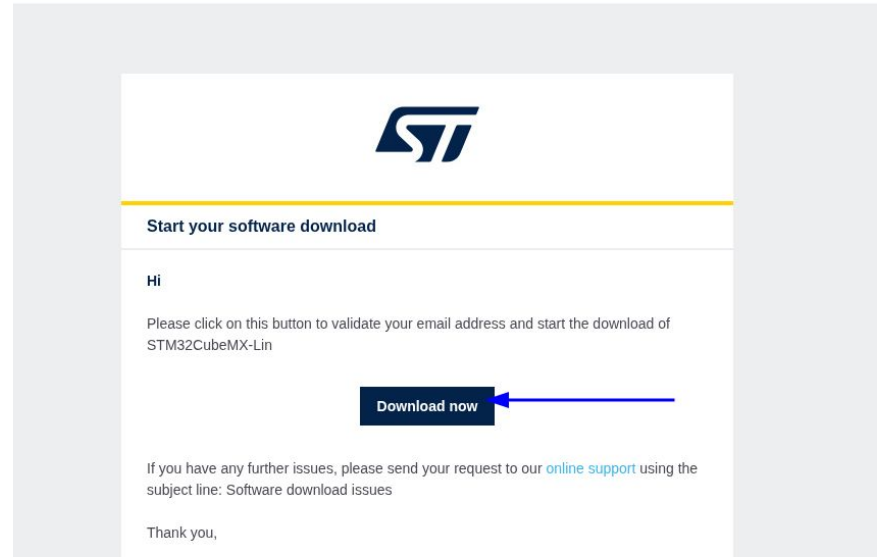 ST
Start your software download
Hi
Please click on this button to validate your email address and start the download of
STM32CubeMX-Lin
Download now
If you have any further issues, please send your request to our online support using the
subject line: Software download issues
Thank you,